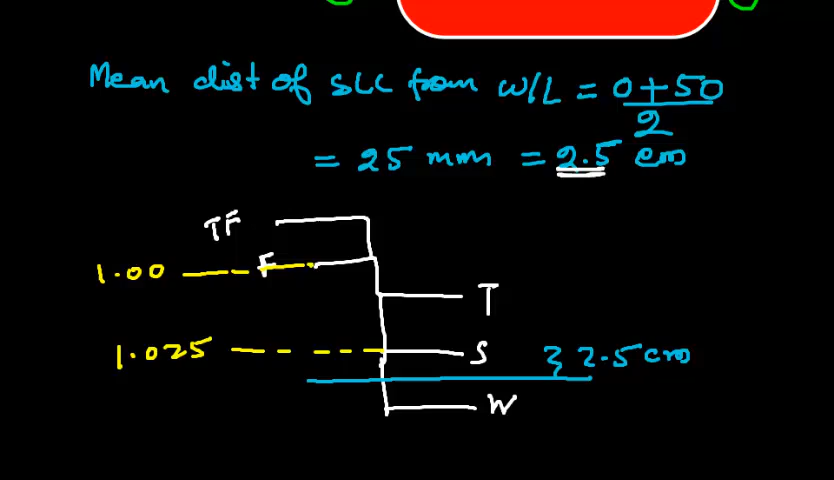 Mean dist of SLC from W/L = 0+50
2
= 25 mm = 2.5 cm
TF
1.00 F
T
1.025 S } 2.5 cm
W